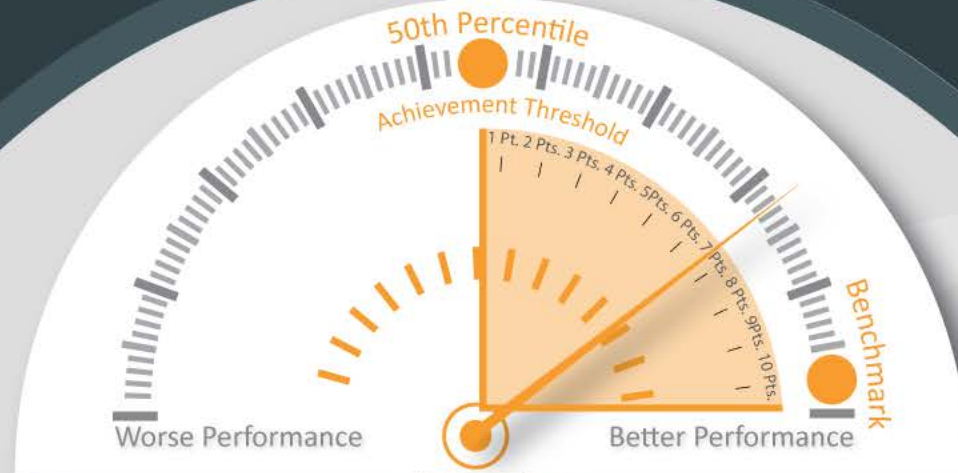 50th Percentile
Achievement Threshold
1 Pt. 2 Pts. 3 Pts. 4 Pts. 5Pts. 6 Pts. 7 Pts. 8 Pts. 9Pts. 10 Pts.
Benchmark
Worse Performance
Better Performance